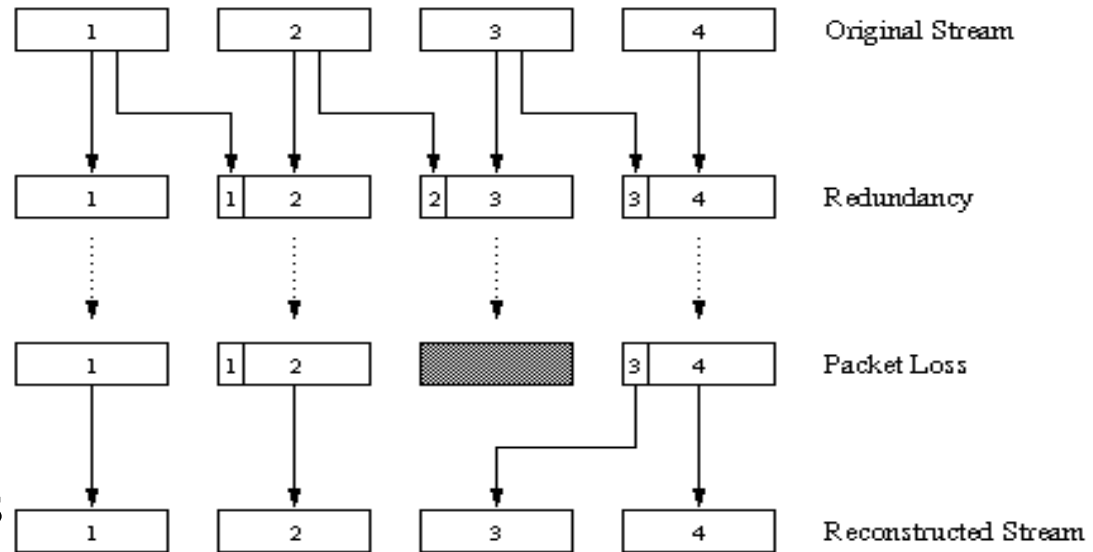 1 2 3 4 Original Stream
1 1 2 2 3 3 4 Redundancy
1 1 2 3 4 Packet Loss
1 2 3 4 Reconstructed Stream